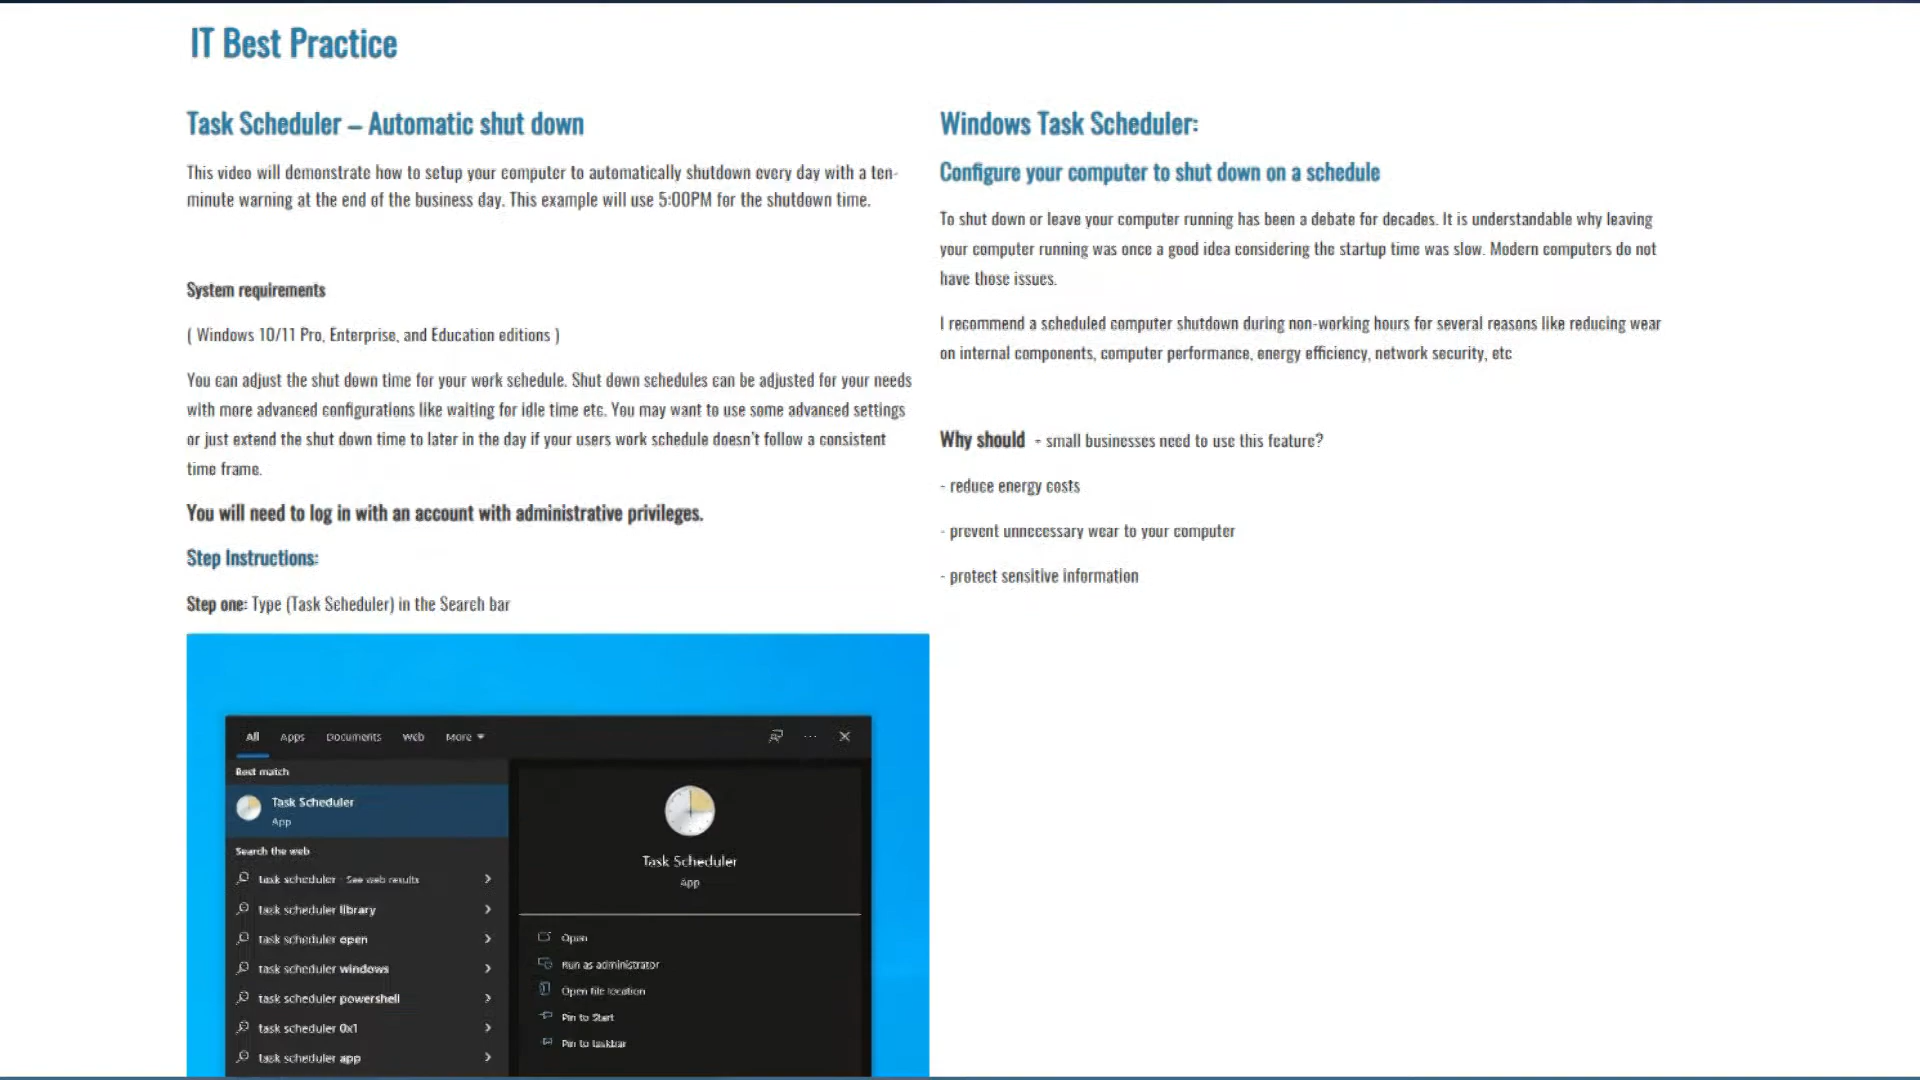 IT Best Practice
Task Scheduler – Automatic shut down
This video will demonstrate how to setup your computer to automatically shutdown every day with a ten-
minute warning at the end of the business day. This example will use 5:00PM for the shutdown time.
System requirements
( Windows 10/11 Pro, Enterprise, and Education editions )
You can adjust the shut down time for your work schedule. Shut down schedules can be adjusted for your needs
with more advanced configurations like waiting for idle time etc. You may want to use some advanced settings
or just extend the shut down time to later in the day if your users work schedule doesn't follow a consistent
time frame.
You will need to log in with an account with administrative privileges.
Step Instructions:
Step one: Type (Task Scheduler) in the Search bar
All Apps Documents Web More
Best match
Task Scheduler
App
Search the web
task scheduler - See web results
task scheduler library
task scheduler open
task scheduler windows
task scheduler powershell
task scheduler 0x1
task scheduler app
Task Scheduler
App
Open
Run as administrator
Open file location
Pin to Start
Pin to taskbar
Windows Task Scheduler:
Configure your computer to shut down on a schedule
To shut down or leave your computer running has been a debate for decades. It is understandable why leaving
your computer running was once a good idea considering the startup time was slow. Modern computers do not
have those issues.
I recommend a scheduled computer shutdown during non-working hours for several reasons like reducing wear
on internal components, computer performance, energy efficiency, network security, etc
Why should - small businesses need to use this feature?
- reduce energy costs
- prevent unnecessary wear to your computer
- protect sensitive information